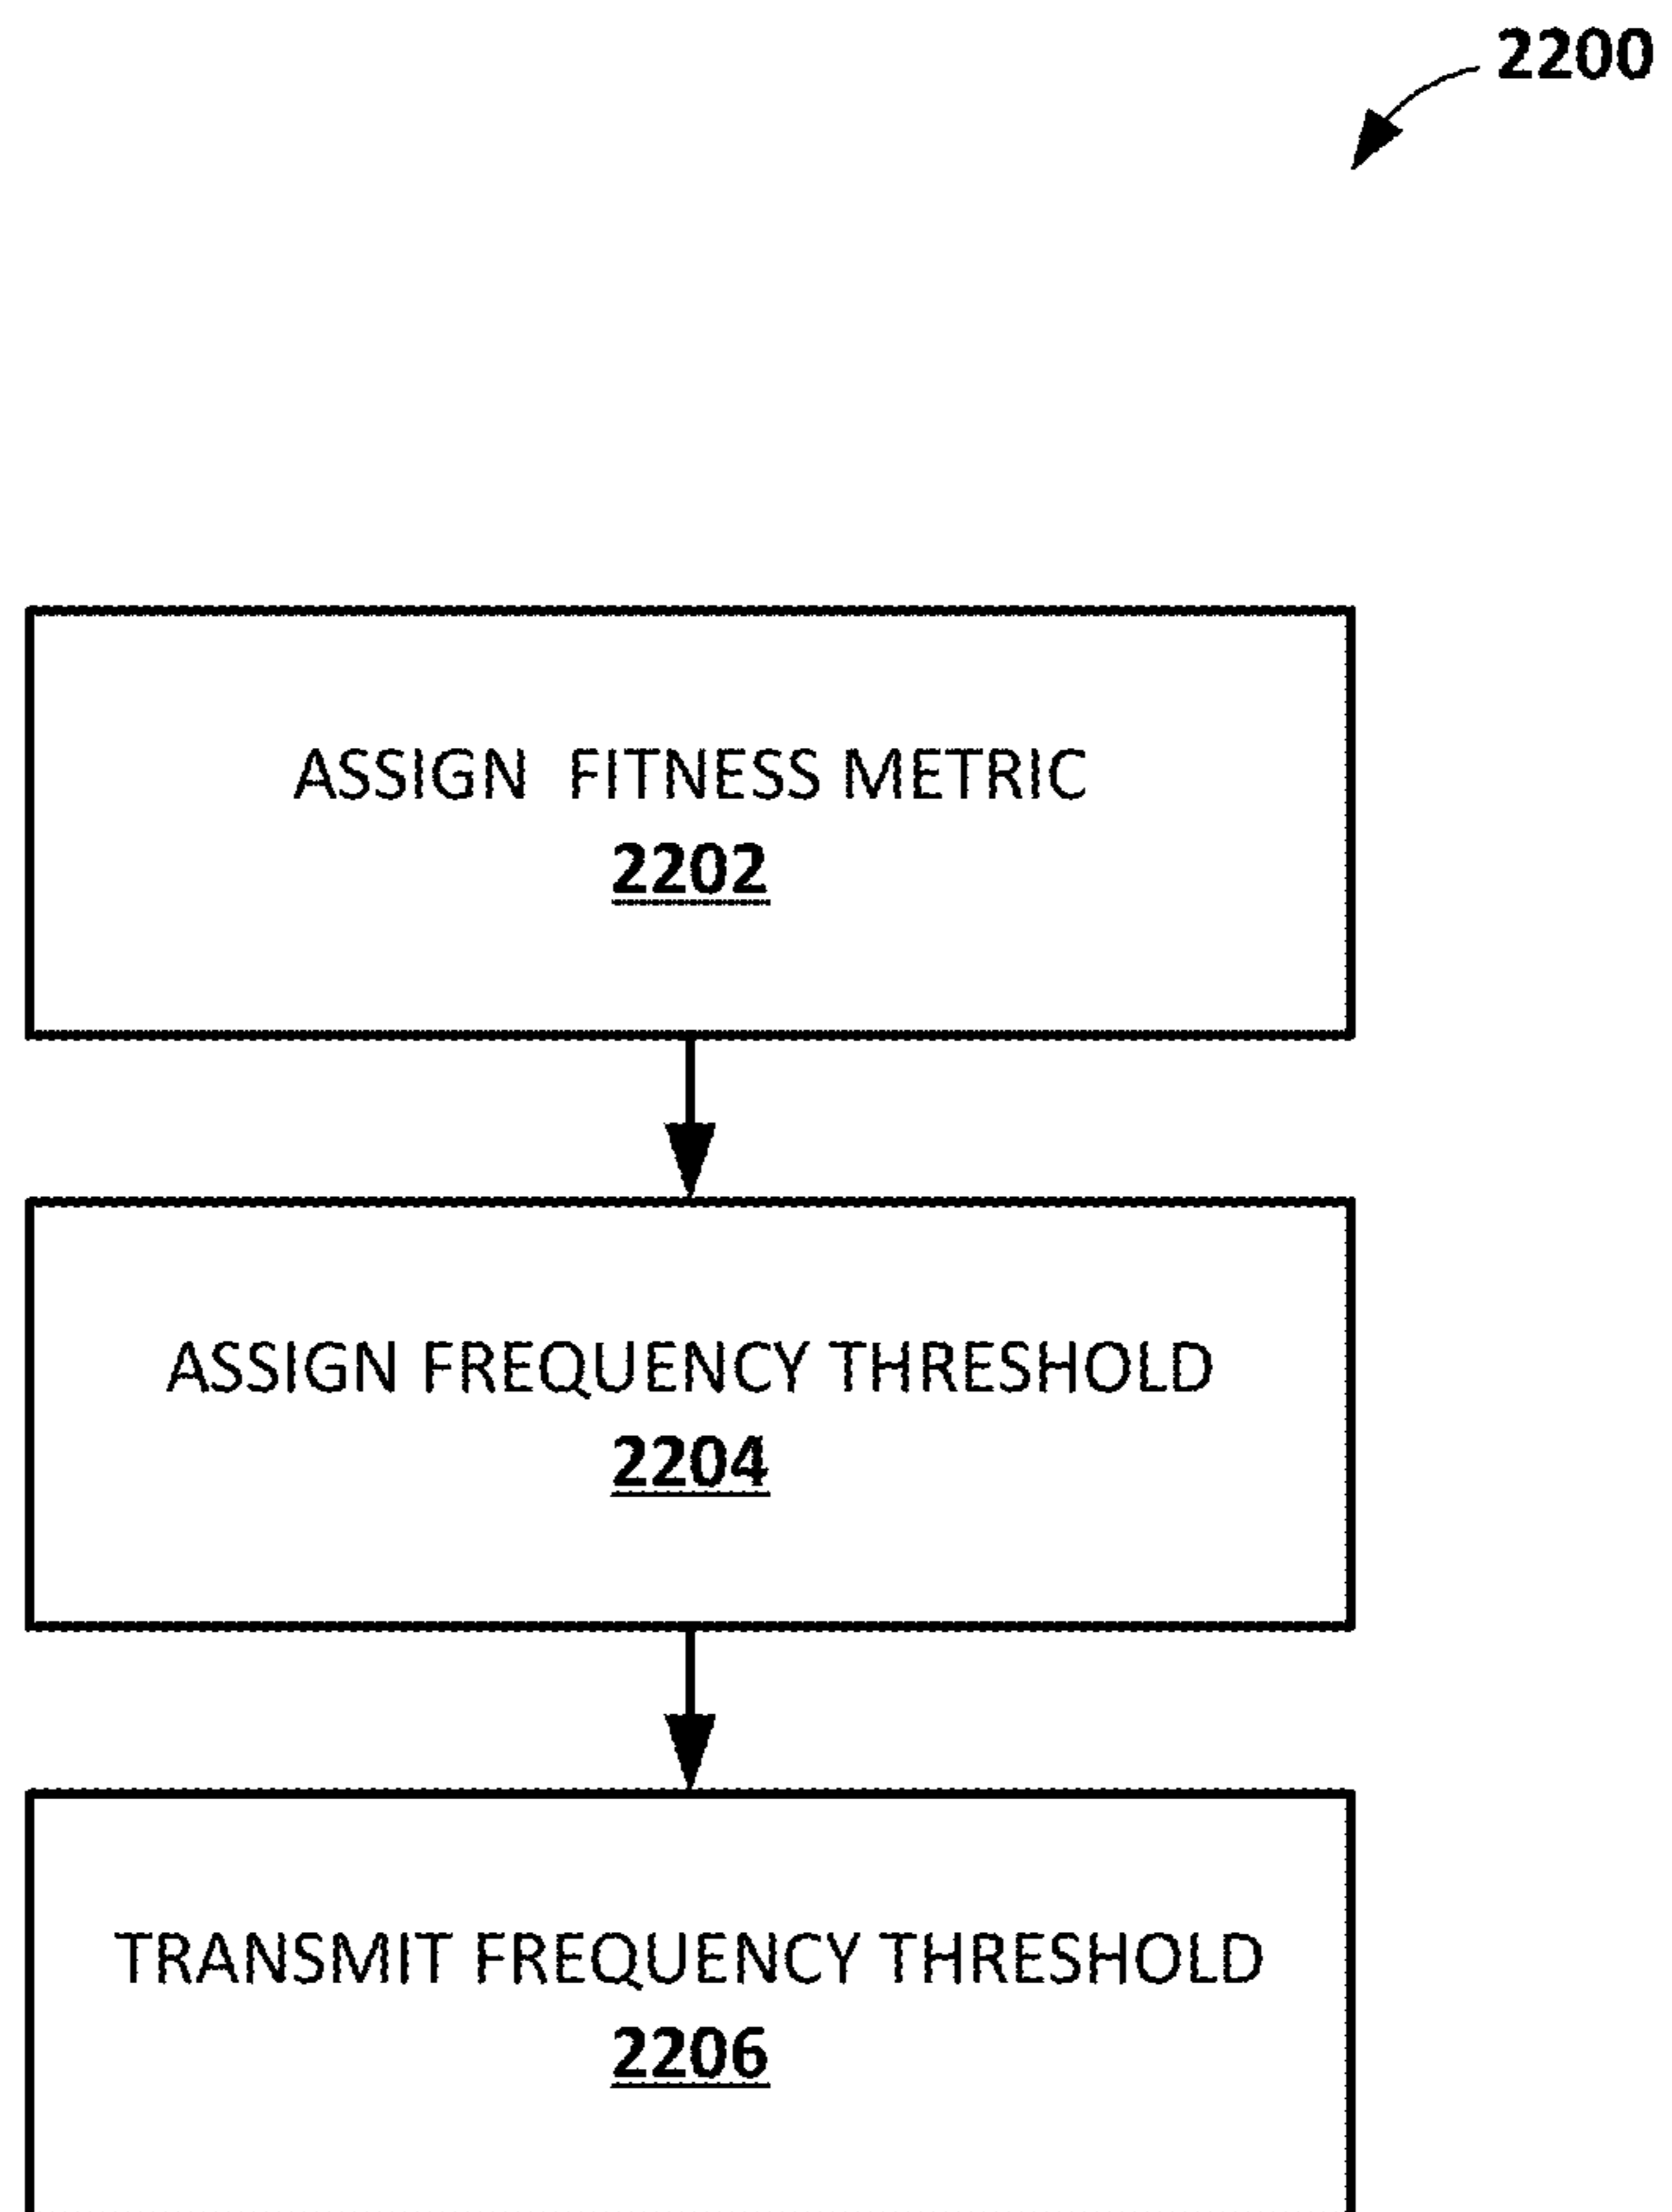 2200
ASSIGN FITNESS METRIC
2202
ASSIGN FREQUENCY THRESHOLD
2204
TRANSMIT FREQUENCY THRESHOLD
2206